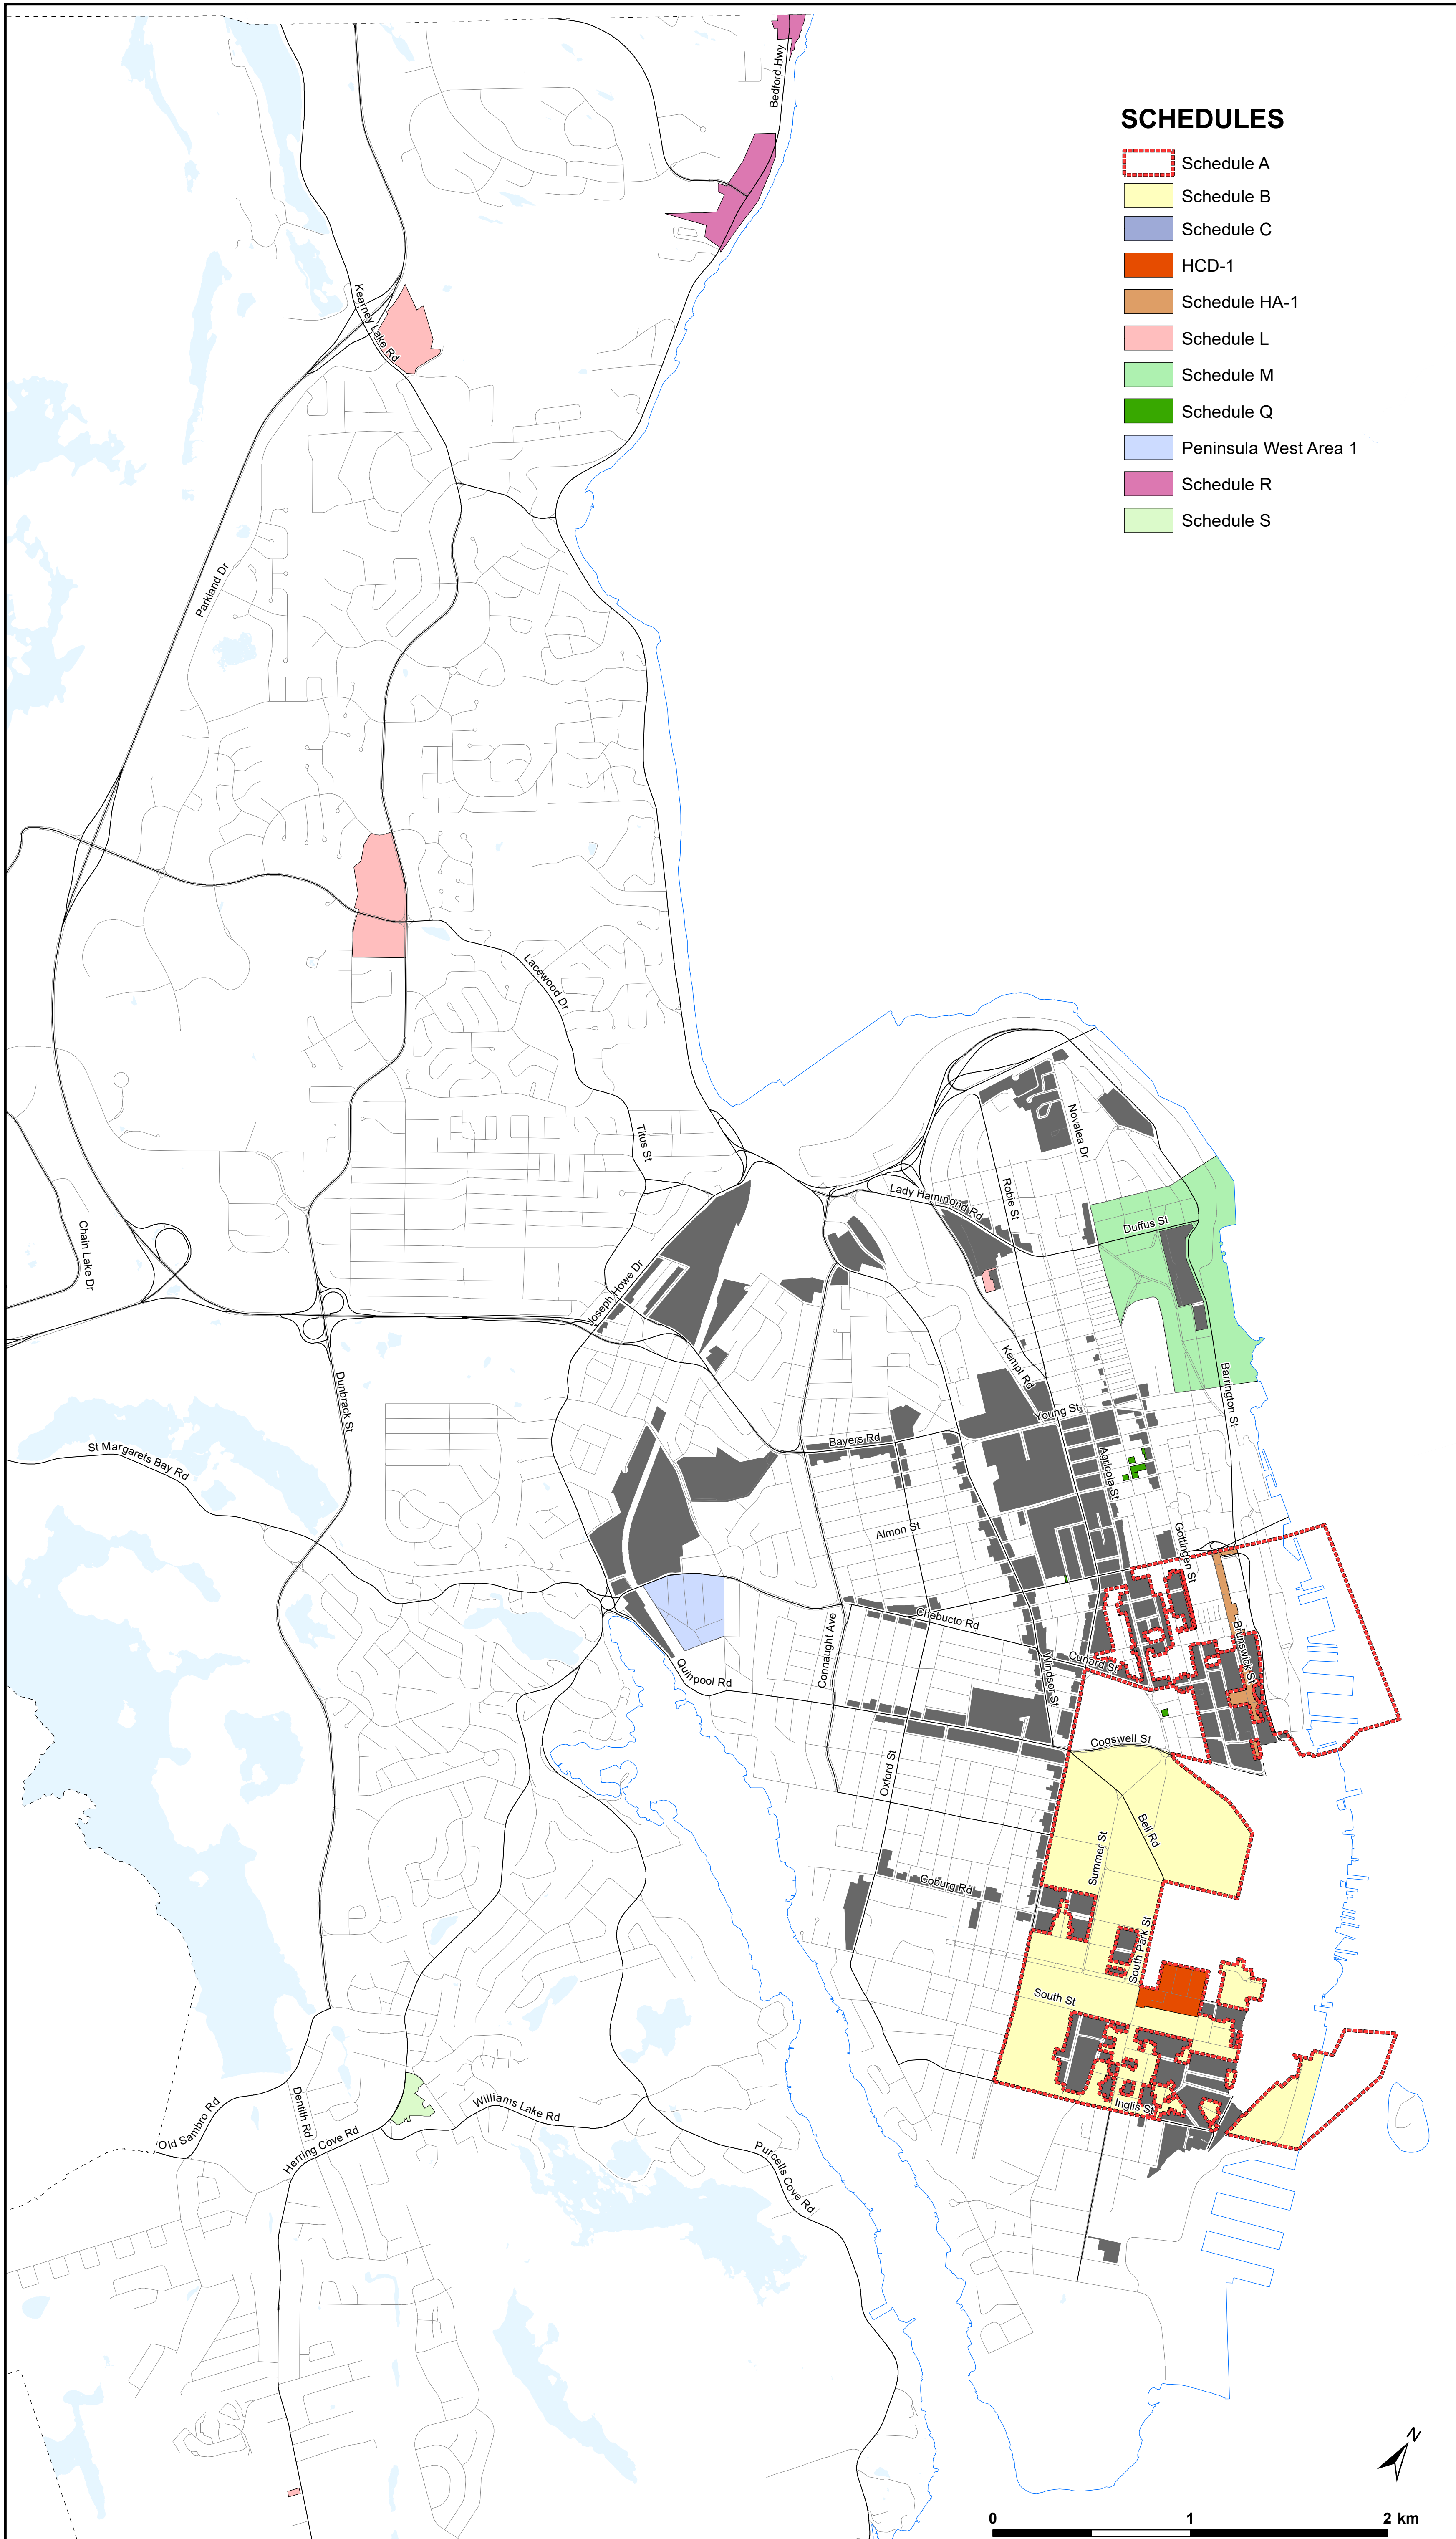 SCHEDULES
Schedule A
Schedule B
Schedule C
HCD-1
Schedule HA-1
Schedule L
Schedule M
Schedule Q
Peninsula West Area 1
Schedule R
Schedule S
Bedford Hwy
Kearney Lake Rd
Parkland Dr
Lacewood Dr
Titus St
Novalea Dr
Robie St
Lady Hammond Rd
Duffus St
Chain Lake Dr
Joseph Howe Dr
Kempt Rd
Dunbrack St
Barrington St
Young St
Bayers Rd
St Margarets Bay Rd
Agricola St
Almon St
Gottingen St
Chebucto Rd
Connaught Ave
Brunswick St
Cunard St
Windsor St
Quinpool Rd
Cogswell St
Oxford St
Bell Rd
Summer St
Coburg Rd
South Park St
South St
Inglis St
Williams Lake Rd
Dentith Rd
Old Sambro Rd
Herring Cove Rd
Purcells Cove Rd
N
0 1 2 km